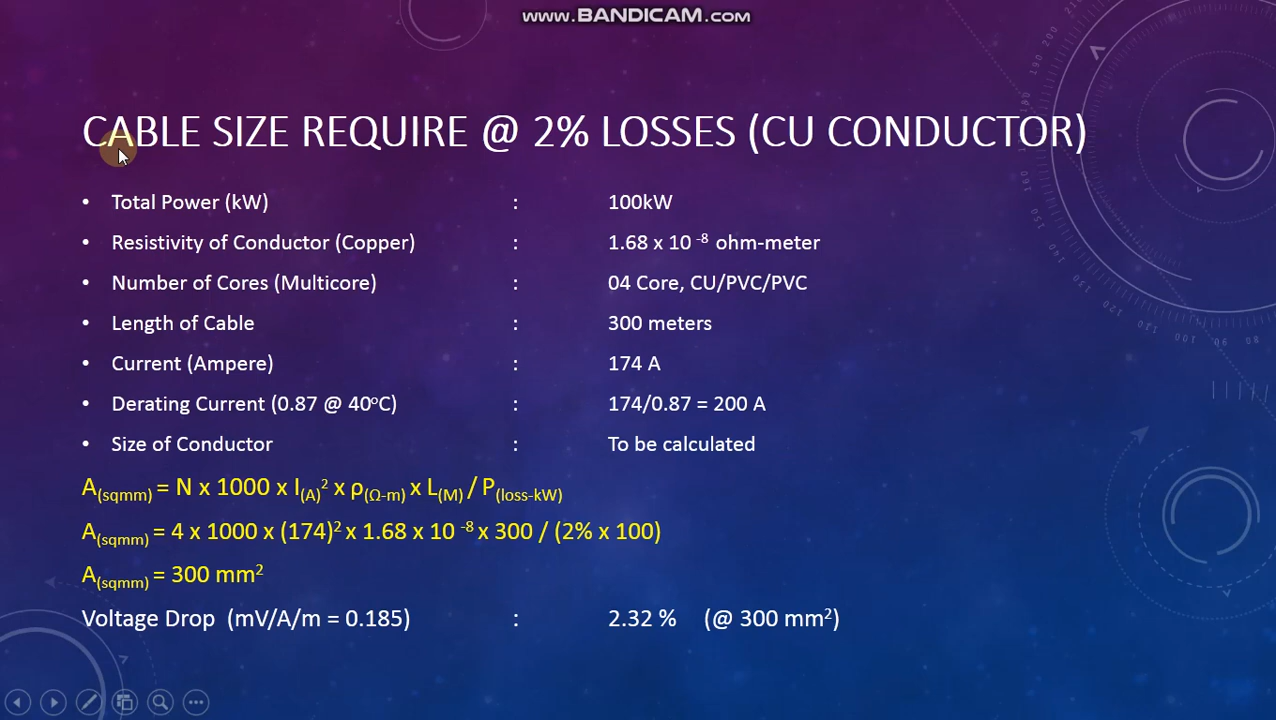 www.BANDICAM.com
CABLE SIZE REQUIRE @ 2% LOSSES (CU CONDUCTOR)
• Total Power (kW) : 100kW
• Resistivity of Conductor (Copper) : 1.68 x 10 ⁻⁸ ohm-meter
• Number of Cores (Multicore) : 04 Core, CU/PVC/PVC
• Length of Cable : 300 meters
• Current (Ampere) : 174 A
• Derating Current (0.87 @ 40°C) : 174/0.87 = 200 A
• Size of Conductor : To be calculated
A(sqmm) = N x 1000 x I(A)² x ρ(Ω-m) x L(M) / P(loss-kW)
A(sqmm) = 4 x 1000 x (174)² x 1.68 x 10 ⁻⁸ x 300 / (2% x 100)
A(sqmm) = 300 mm²
Voltage Drop (mV/A/m = 0.185) : 2.32 % (@ 300 mm²)